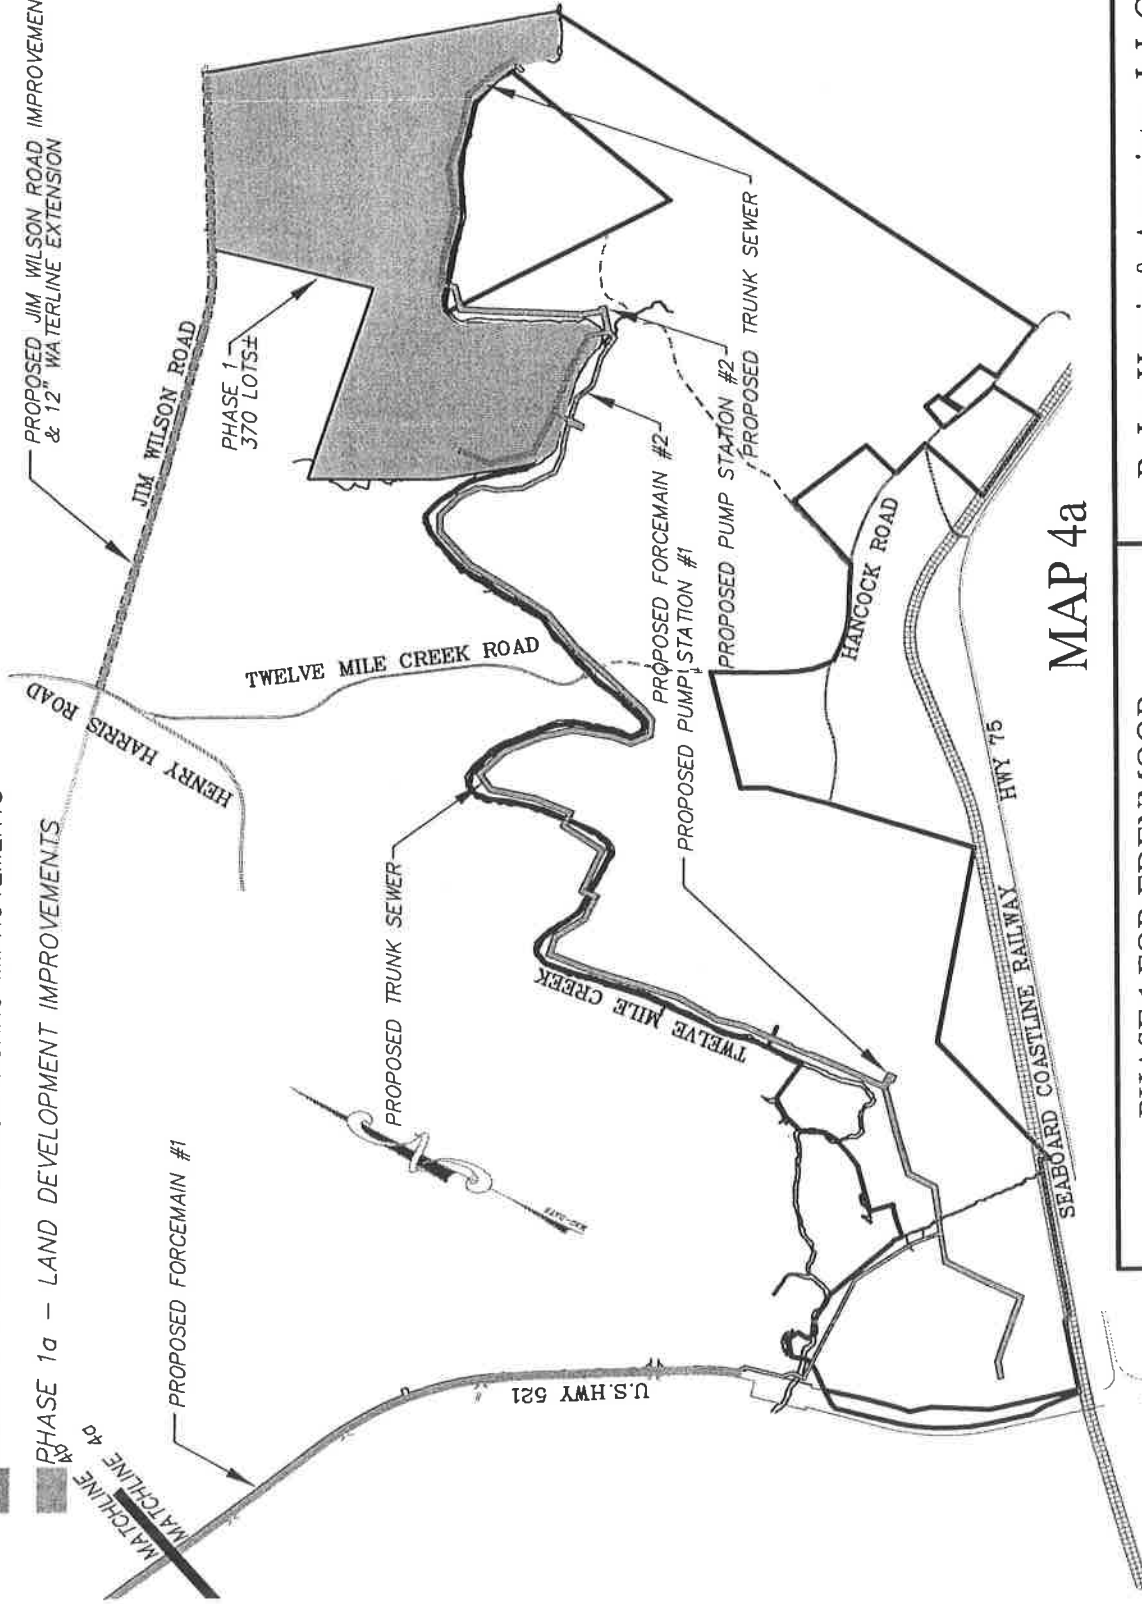 PHASE 1a - LAND DEVELOPMENT IMPROVEMENTS
MATCHLINE 4b
MATCHLINE 4a
PROPOSED FORCEMAIN #1
PROPOSED JIM WILSON ROAD IMPROVEMEN
& 12" WATERLINE EXTENSION
JIM WILSON ROAD
PHASE 1
370 LOTS±
HENRY HARRIS ROAD
TWELVE MILE CREEK ROAD
PROPOSED TRUNK SEWER
TWELVE MILE CREEK
U.S.HWY 521
PROPOSED FORCEMAIN #2
PROPOSED PUMP STATION #1
PROPOSED PUMP STATION #2
PROPOSED TRUNK SEWER
HANCOCK ROAD
HWY 75
SEABOARD COASTLINE RAILWAY
MAP 4a